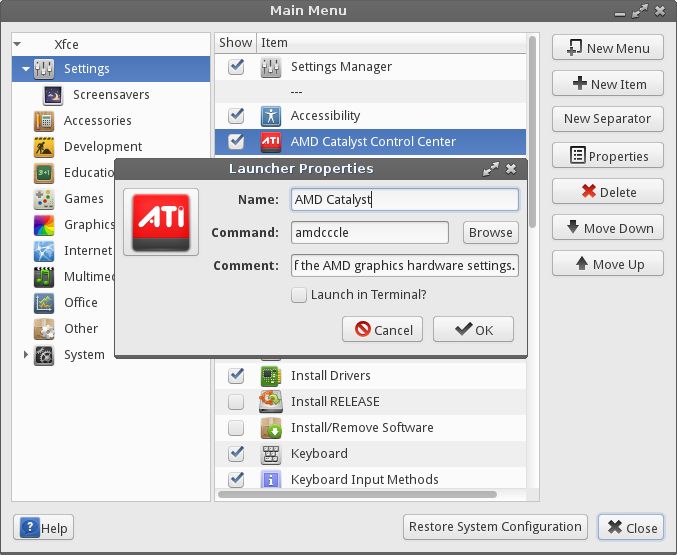 Main Menu
Xfce
Settings
Screensavers
Accessories
Development
Educatio
Games
Graphics
Internet
Multimed
Office
Other
System
Show Item
Settings Manager
---
Accessibility
ATI AMD Catalyst Control Center
Install Drivers
Install RELEASE
Install/Remove Software
Keyboard
Keyboard Input Methods
New Menu
New Item
New Separator
Properties
Delete
Move Down
Move Up
Launcher Properties
ATI
Name: AMD Catalyst
Command: amdcccle Browse
Comment: f the AMD graphics hardware settings.
Launch in Terminal?
Cancel OK
Help Restore System Configuration Close